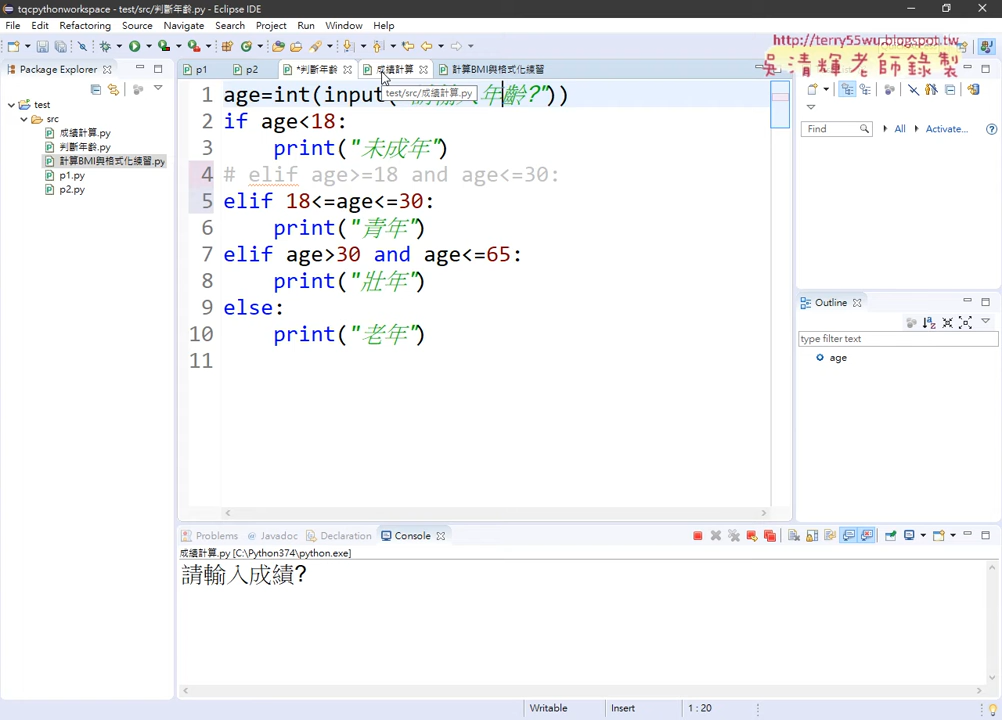 tqcpythonworkspace - test/src/判斷年齡.py - Eclipse IDE
File Edit Refactoring Source Navigate Search Project Run Window Help
http://terry55wu.blogspot.tw
吳清輝老師錄製
Package Explorer
p1 p2 *判斷年齡 成績計算 計算BMI與格式化練習
test/src/成績計算.py
test
src
成績計算.py
判斷年齡.py
計算BMI與格式化練習.py
p1.py
p2.py
1 age=int(input("請輸入年齡?"))
2 if age<18:
3 print("未成年")
4 # elif age>=18 and age<=30:
5 elif 18<=age<=30:
6 print("青年")
7 elif age>30 and age<=65:
8 print("壯年")
9 else:
10 print("老年")
11
Find All Activate...
Outline
type filter text
age
Problems Javadoc Declaration Console
成績計算.py [C:\Python374\python.exe]
請輸入成績?
Writable Insert 1 : 20